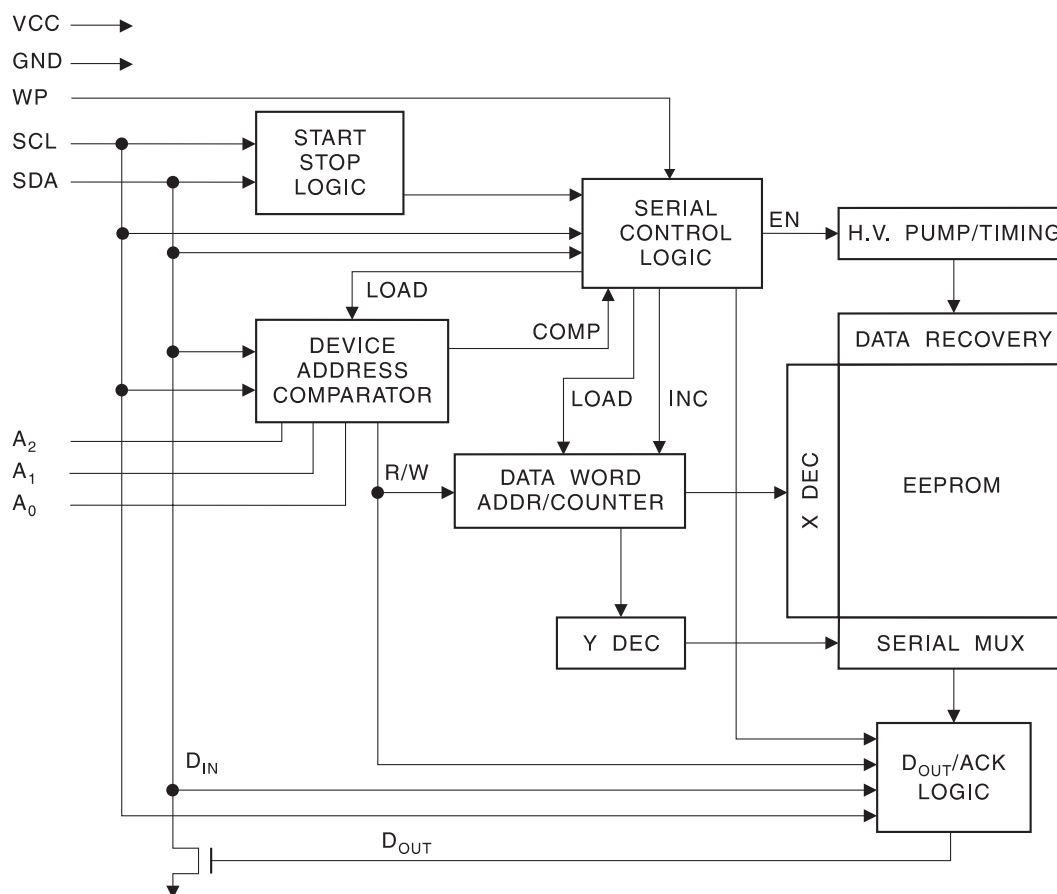 VCC
GND
WP
SCL
SDA
START
STOP
LOGIC
SERIAL
CONTROL
LOGIC
EN
H.V. PUMP/TIMING
LOAD
COMP
DEVICE
ADDRESS
COMPARATOR
DATA RECOVERY
LOAD
INC
A2
A1
A0
R/W
DATA WORD
ADDR/COUNTER
X DEC
EEPROM
Y DEC
SERIAL MUX
DIN
DOUT/ACK
LOGIC
DOUT